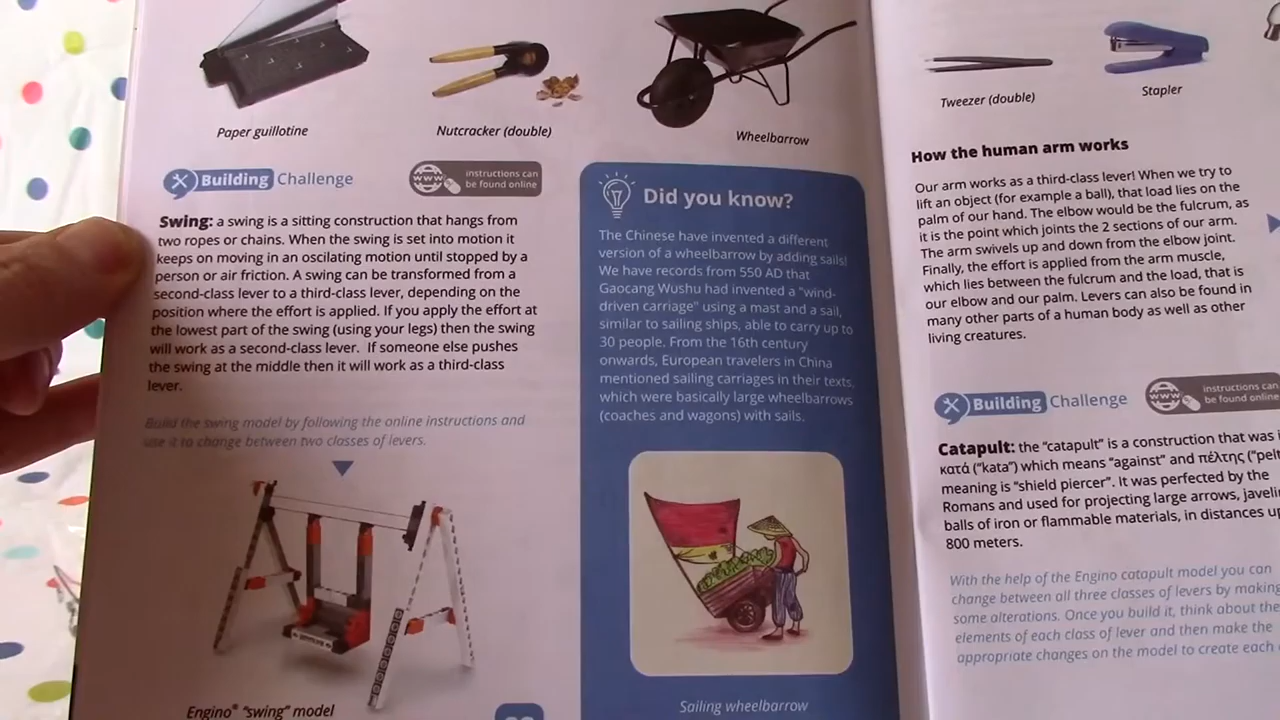 Paper guillotine
Nutcracker (double)
Wheelbarrow
Building Challenge
instructions can
be found online
Swing: a swing is a sitting construction that hangs from
two ropes or chains. When the swing is set into motion it
keeps on moving in an oscilating motion until stopped by a
person or air friction. A swing can be transformed from a
second-class lever to a third-class lever, depending on the
position where the effort is applied. If you apply the effort at
the lowest part of the swing (using your legs) then the swing
will work as a second-class lever. If someone else pushes
the swing at the middle then it will work as a third-class
lever.
Build the swing model by following the online instructions and
use it to change between two classes of levers.
Engino® "swing" model
Did you know?
The Chinese have invented a different
version of a wheelbarrow by adding sails!
We have records from 550 AD that
Gaocang Wushu had invented a "wind-
driven carriage" using a mast and a sail,
similar to sailing ships, able to carry up to
30 people. From the 16th century
onwards, European travelers in China
mentioned sailing carriages in their texts,
which were basically large wheelbarrows
(coaches and wagons) with sails.
Sailing wheelbarrow
Tweezer (double)
Stapler
How the human arm works
Our arm works as a third-class lever! When we try to
lift an object (for example a ball), that load lies on the
palm of our hand. The elbow would be the fulcrum, as
it is the point which joints the 2 sections of our arm.
The arm swivels up and down from the elbow joint.
Finally, the effort is applied from the arm muscle,
which lies between the fulcrum and the load, that is
our elbow and our palm. Levers can also be found in
many other parts of a human body as well as other
living creatures.
Building Challenge
instructions can
be found online
Catapult: the "catapult" is a construction that was
κατά ("kata") which means "against" and πέλτης ("pelt
meaning is "shield piercer". It was perfected by the
Romans and used for projecting large arrows, javeli
balls of iron or flammable materials, in distances up
800 meters.
With the help of the Engino catapult model you can
change between all three classes of levers by making
some alterations. Once you build it, think about the
elements of each class of lever and then make the
appropriate changes on the model to create each